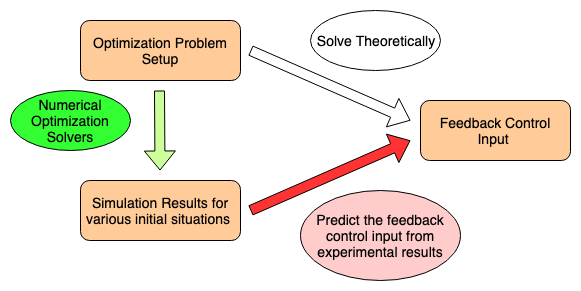 Optimization Problem
Setup
Solve Theoretically
Numerical
Optimization
Solvers
Feedback Control
Input
Simulation Results for
various initial situations
Predict the feedback
control input from
experimental results